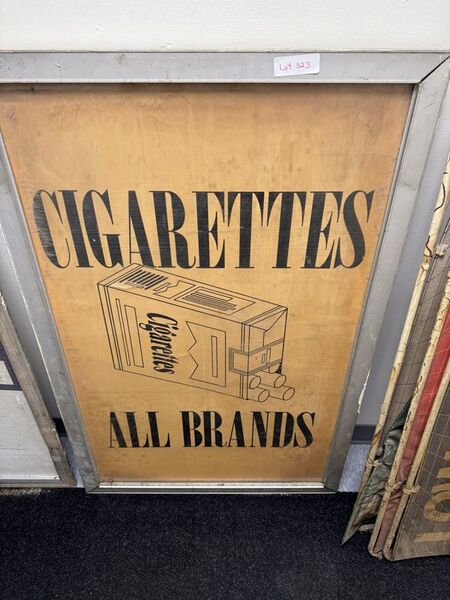 Lot 323
CIGARETTES
Cigarettes
ALL BRANDS